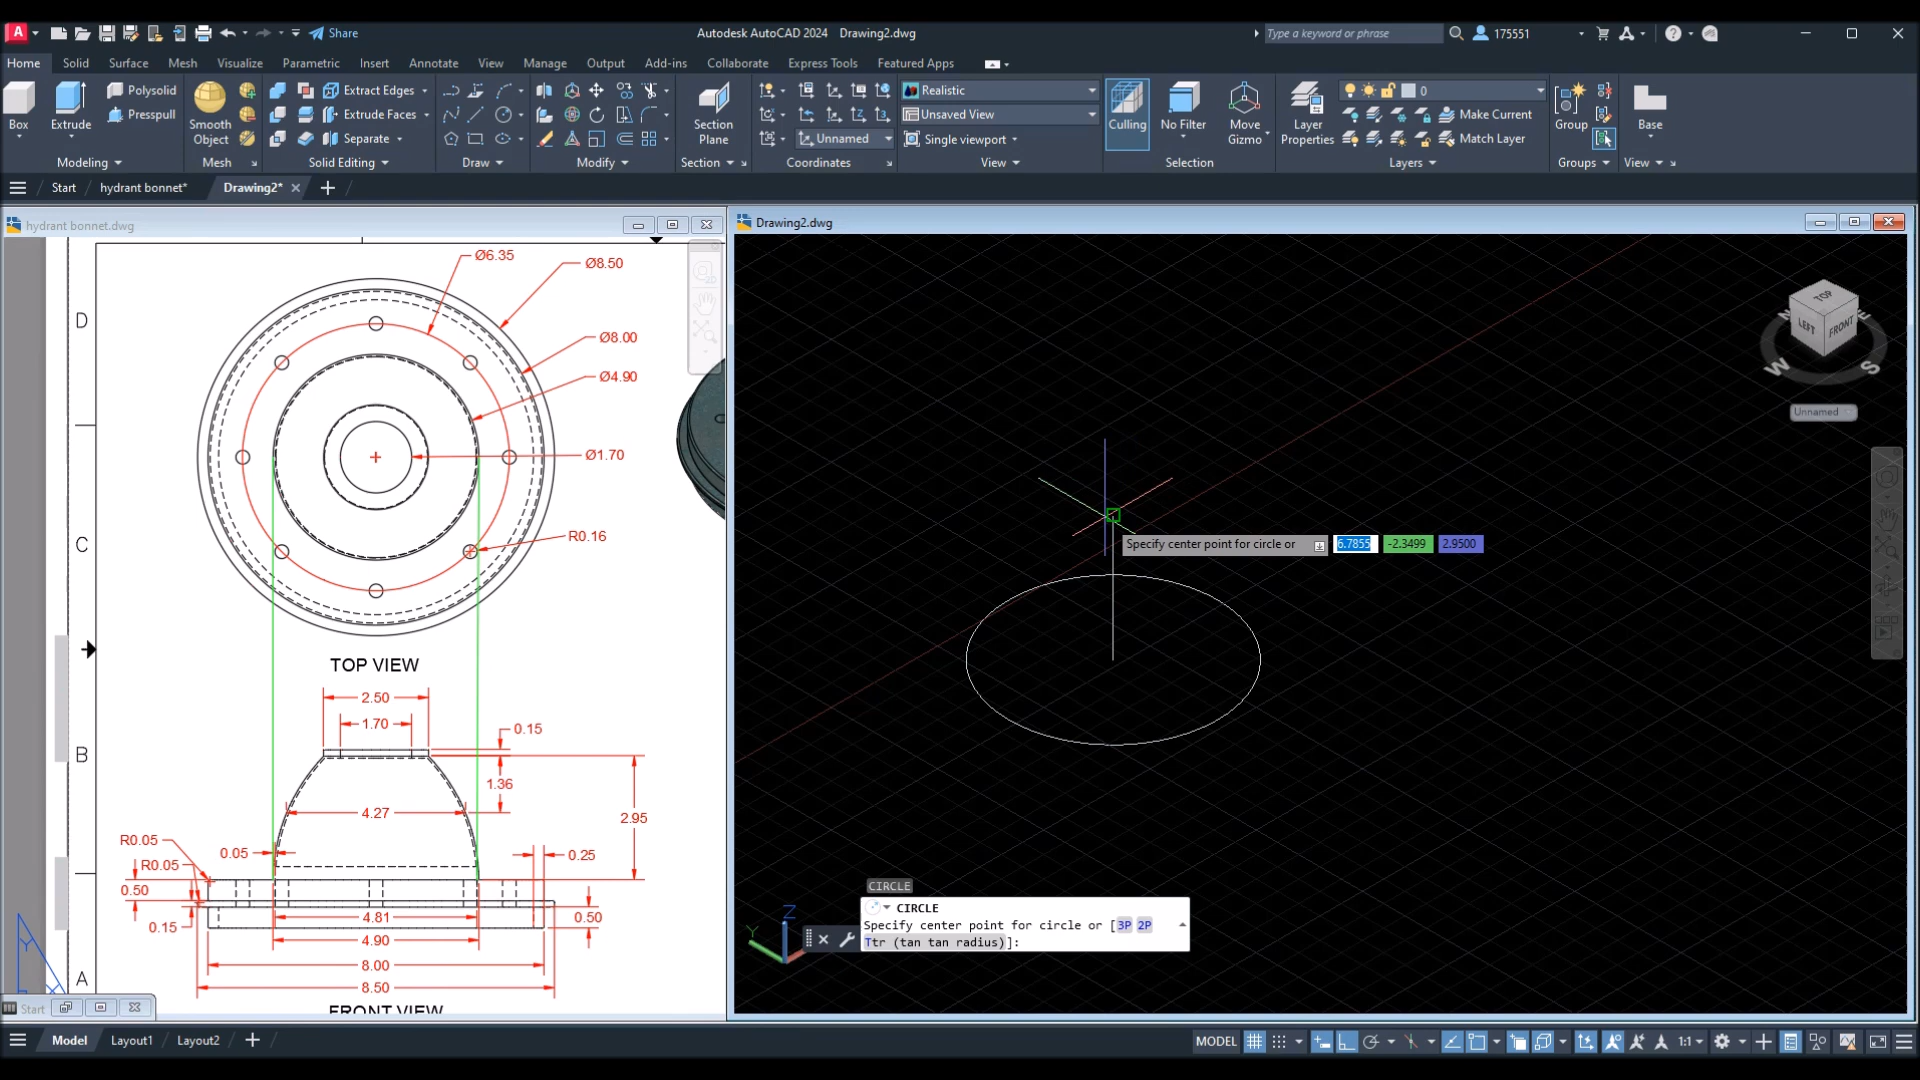 A Share Autodesk AutoCAD 2024 Drawing2.dwg Type a keyword or phrase 175551
Home Solid Surface Mesh Visualize Parametric Insert Annotate View Manage Output Add-ins Collaborate Express Tools Featured Apps
Box Extrude Polysolid Presspull
Smooth Object
Extract Edges
Extrude Faces
Separate
Section Plane
Unnamed
Realistic
Unsaved View
Single viewport
Culling No Filter Move Gizmo
Layer Properties
0
Make Current
Match Layer
Group Base
Modeling Mesh Solid Editing Draw Modify Section Coordinates View Selection Layers Groups View
Start hydrant bonnet* Drawing2*
hydrant bonnet.dwg
Drawing2.dwg
Ø6.35
Ø8.50
D
Ø8.00
Ø4.90
Ø1.70
R0.16
C
TOP VIEW
2.50
1.70
0.15
B
1.36
4.27
2.95
R0.05
0.05
0.25
R0.05
0.50
4.81
0.50
0.15
4.90
8.00
A
8.50
FRONT VIEW
Y
Start
TOP
LEFT FRONT
N E
W S
Unnamed
Specify center point for circle or 6.7855 -2.3499 2.9500
CIRCLE
CIRCLE
Specify center point for circle or [3P 2P
Ttr (tan tan radius)]:
Z
Y
Model Layout1 Layout2
MODEL 1:1